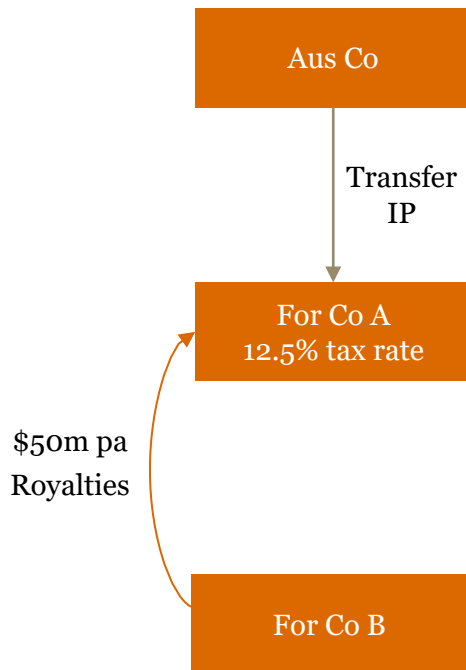 Aus Co
Transfer
IP
For Co A
12.5% tax rate
$50m pa
Royalties
For Co B